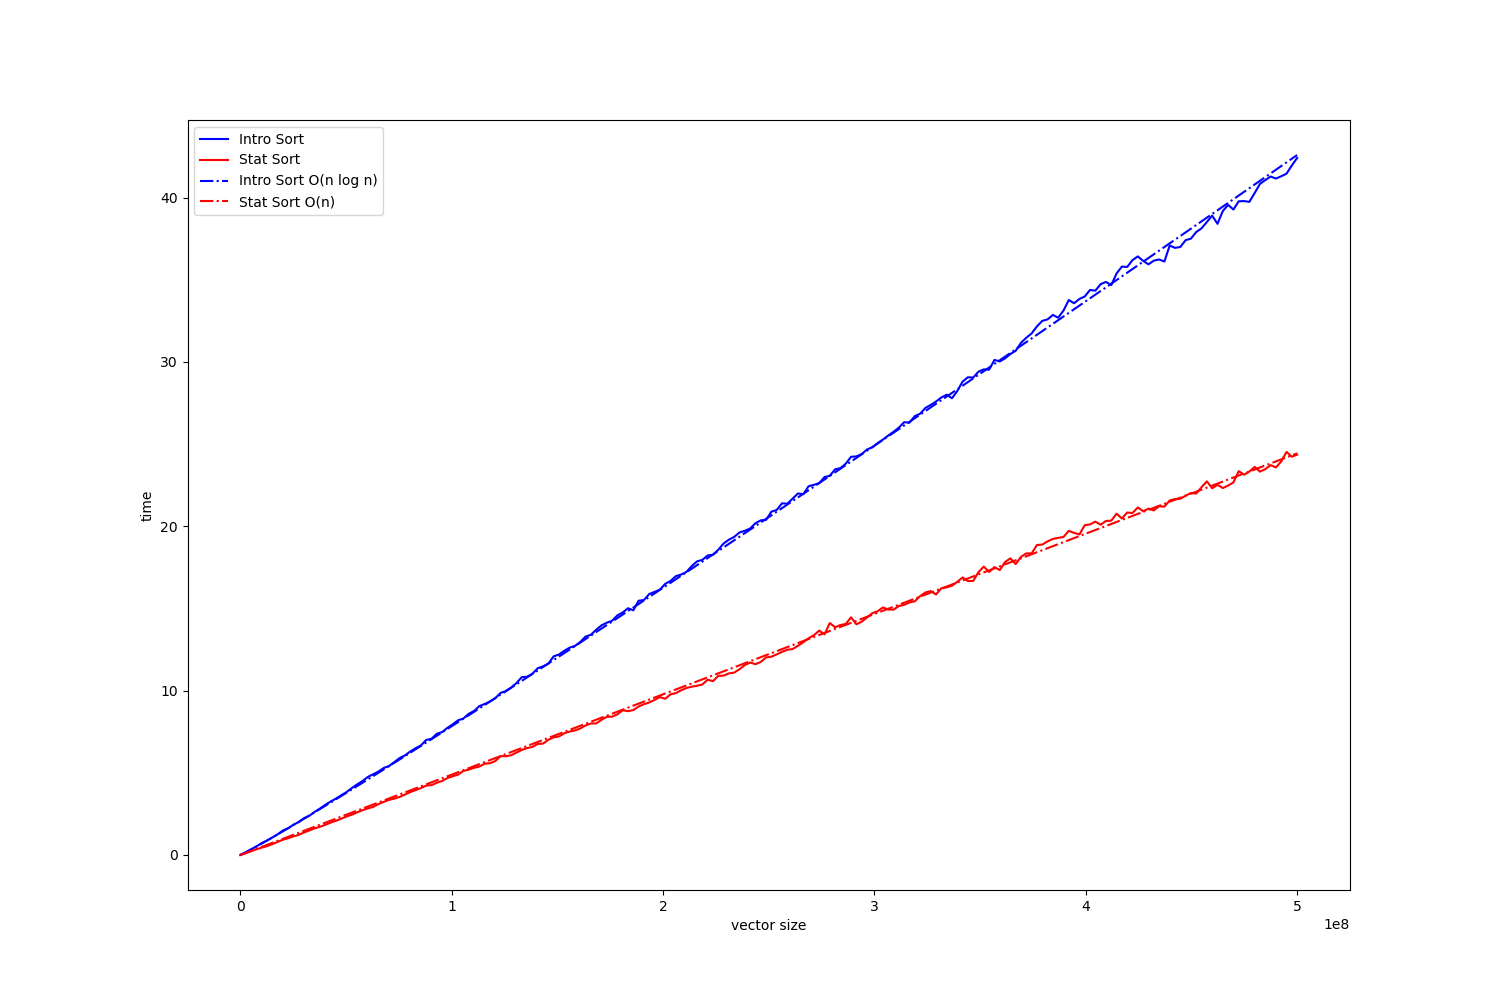 Intro Sort
Stat Sort
Intro Sort O(n log n)
Stat Sort O(n)
40
30
20
10
0
time
0 1 2 3 4 5
1e8
vector size